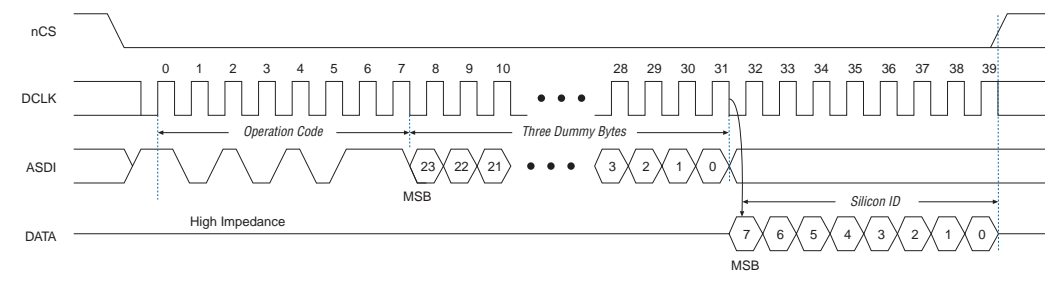 nCS
0 1 2 3 4 5 6 7 8 9 10 28 29 30 31 32 33 34 35 36 37 38 39
DCLK
Operation Code Three Dummy Bytes
ASDI 23 22 21 3 2 1 0
MSB
Silicon ID
High Impedance
DATA 7 6 5 4 3 2 1 0
MSB